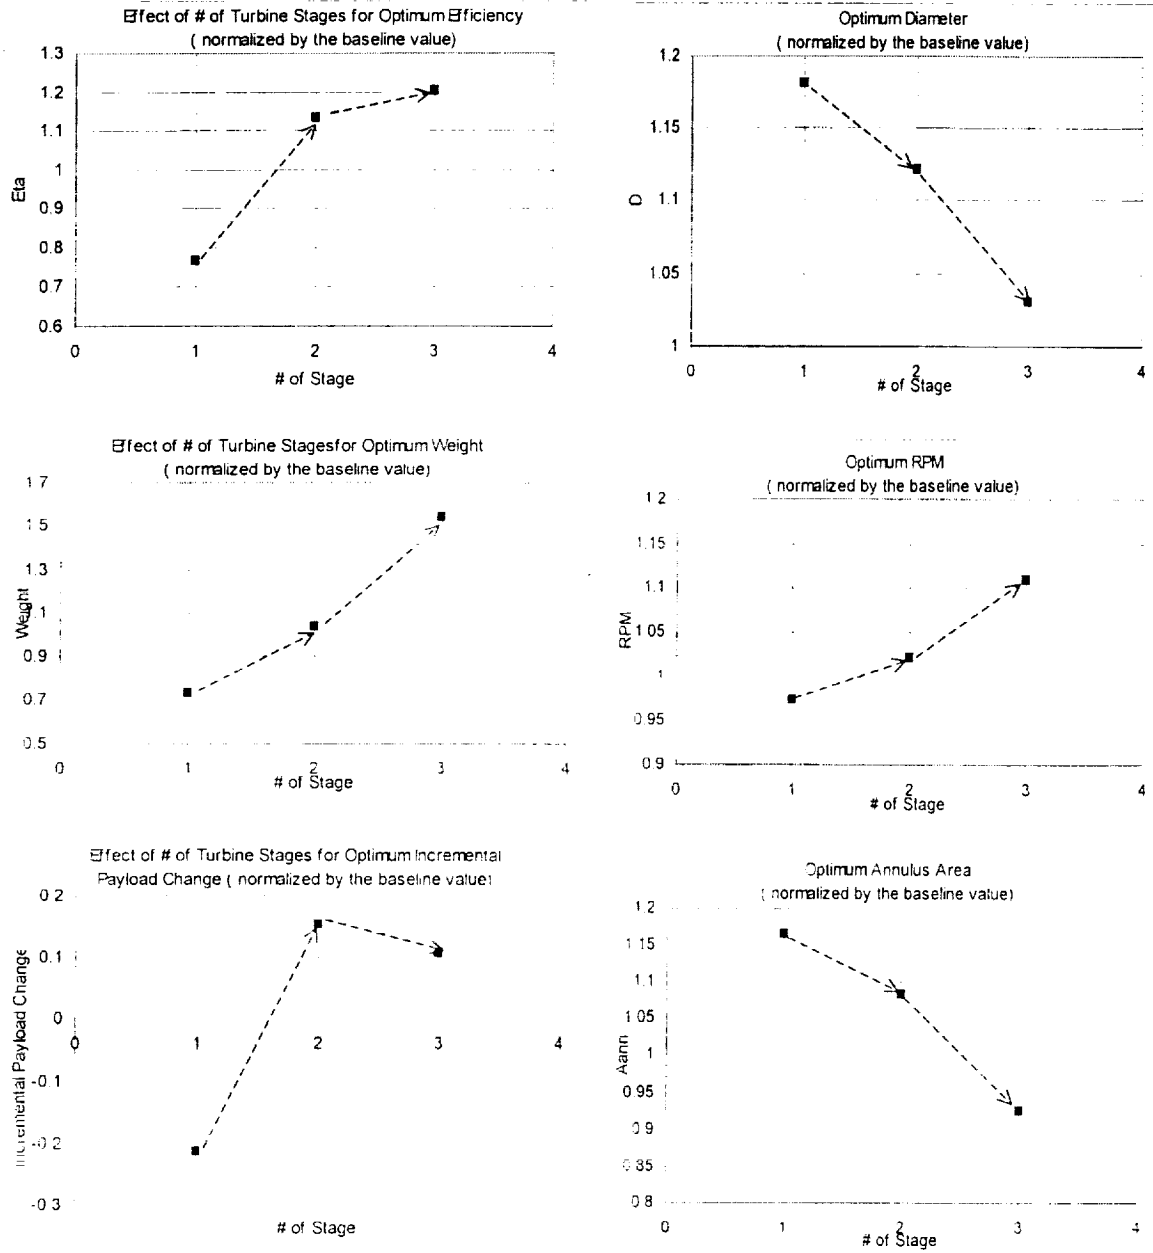 Effect of # of Turbine Stages for Optimum Efficiency
( normalized by the baseline value)
1.3
1.2
1.1
1
0.9
0.8
0.7
0.6
Eta
0 1 2 3 4
# of Stage
Optimum Diameter
( normalized by the baseline value)
1.2
1.15
1.1
1.05
1
D
0 1 2 3 4
# of Stage
Effect of # of Turbine Stagesfor Optimum Weight
( normalized by the baseline value)
1.7
1.5
1.3
1.1
0.9
0.7
0.5
Weight
0 1 2 3 4
# of Stage
Optimum RPM
( normalized by the baseline value)
1.2
1.15
1.1
1.05
1
0.95
0.9
RPM
0 1 2 3 4
# of Stage
Effect of # of Turbine Stages for Optimum Incremental
Payload Change ( normalized by the baseline value)
0.2
0.1
0
-0.1
-0.2
-0.3
Incremental Payload Change
0 1 2 3 4
# of Stage
Optimum Annulus Area
( normalized by the baseline value)
1.2
1.15
1.1
1.05
1
0.95
0.9
0.85
0.8
Aann
0 1 2 3 4
# of Stage